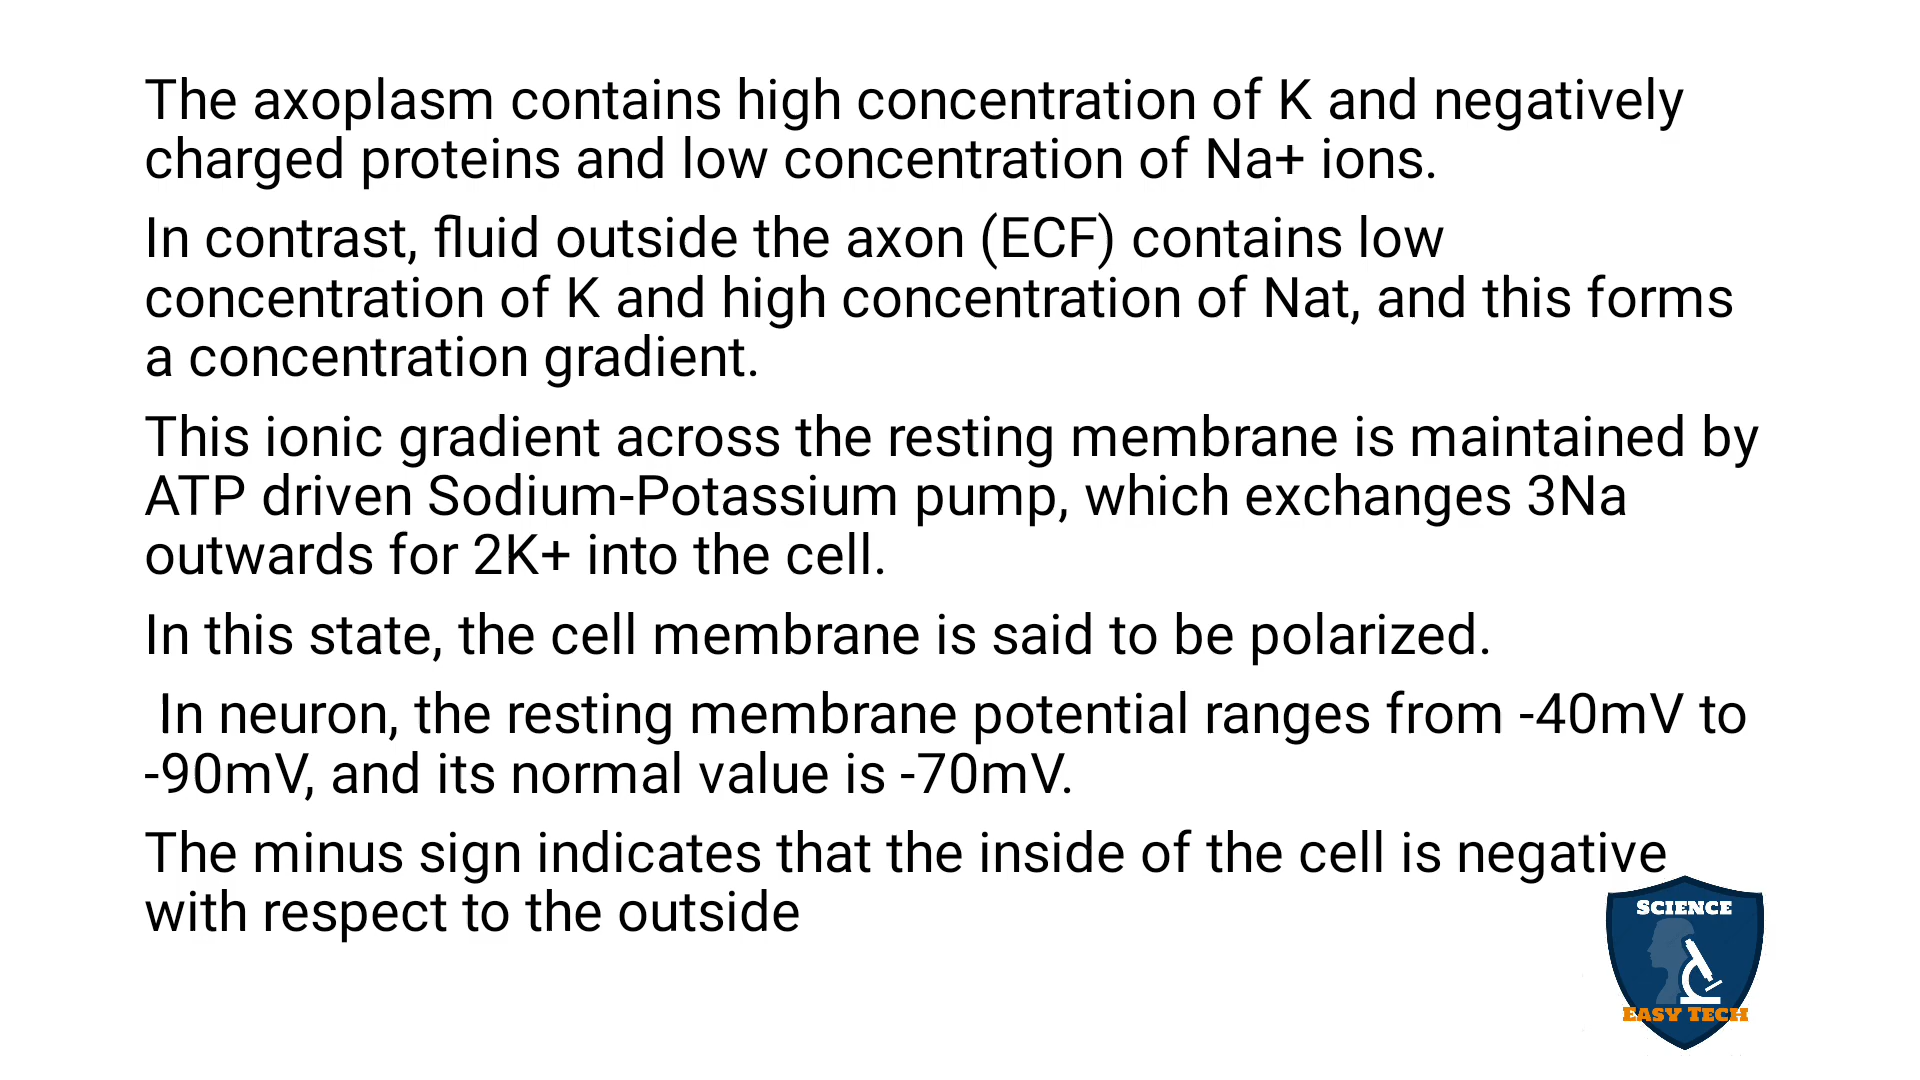 The axoplasm contains high concentration of K and negatively
charged proteins and low concentration of Na+ ions.
In contrast, fluid outside the axon (ECF) contains low
concentration of K and high concentration of Nat, and this forms
a concentration gradient.
This ionic gradient across the resting membrane is maintained by
ATP driven Sodium-Potassium pump, which exchanges 3Na
outwards for 2K+ into the cell.
In this state, the cell membrane is said to be polarized.
In neuron, the resting membrane potential ranges from -40mV to
-90mV, and its normal value is -70mV.
The minus sign indicates that the inside of the cell is negative
with respect to the outside
SCIENCE
EASY TECH